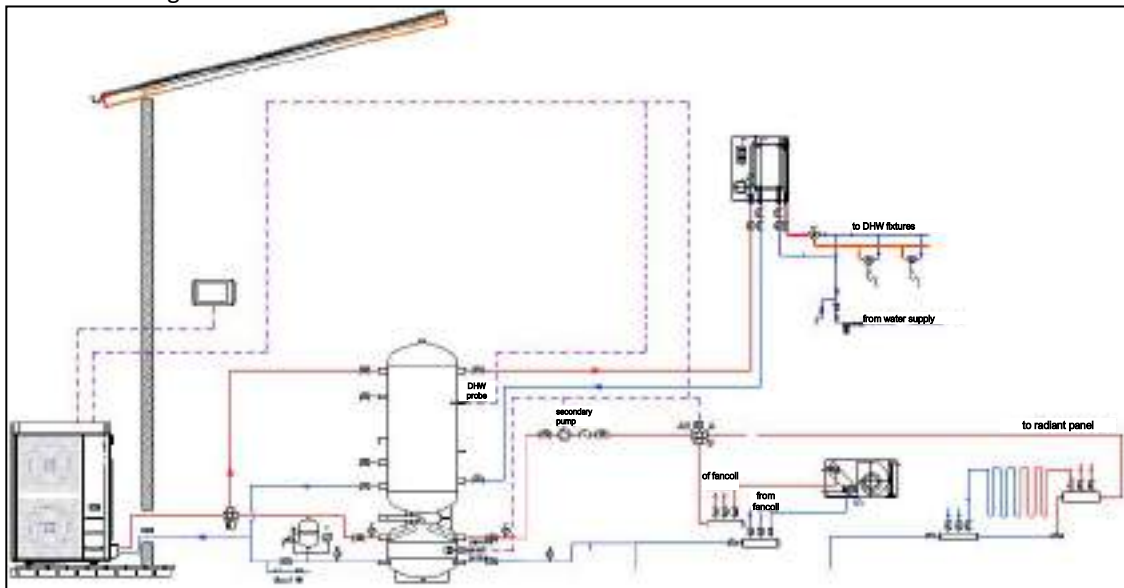 to DHW fixtures
from water supply
DHW
probe
secondary
pump
to radiant panel
of fancoil
from
fancoil